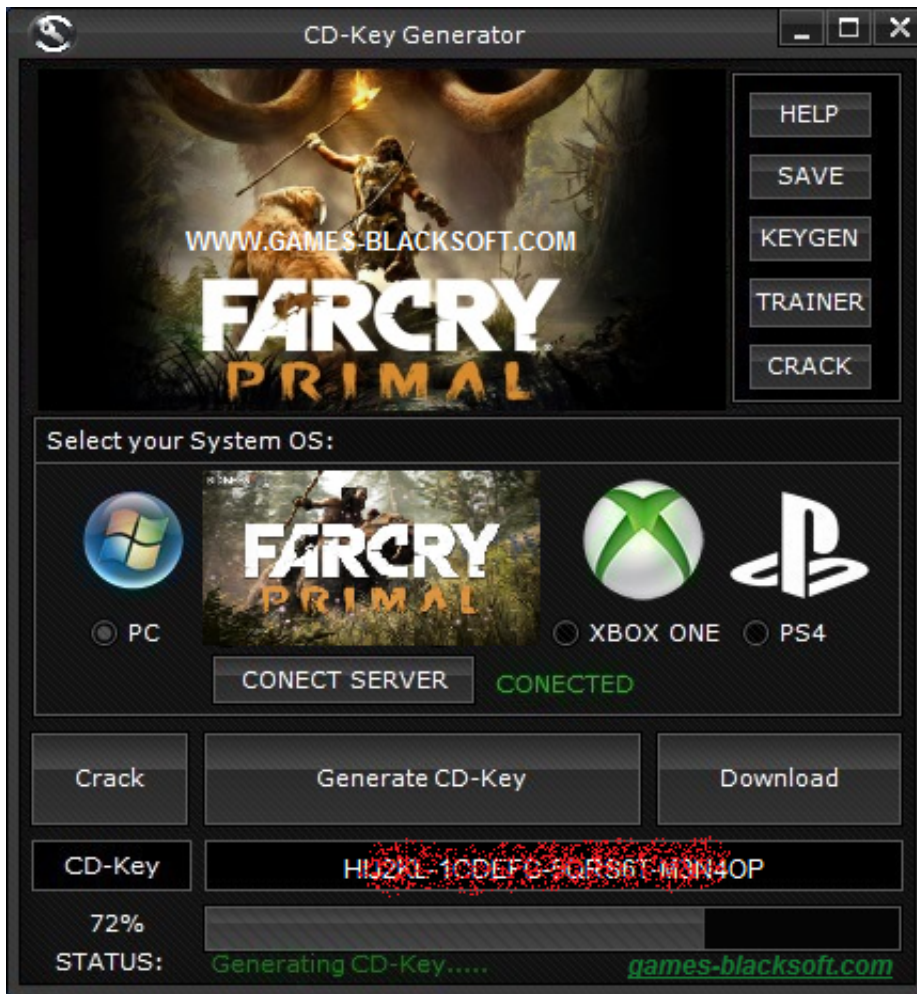 CD-Key Generator
HELP
SAVE
KEYGEN
TRAINER
CRACK
WWW.GAMES-BLACKSOFT.COM
FARCRY
PRIMAL
Select your System OS:
FARCRY
PRIMAL
PC
XBOX ONE
PS4
CONECT SERVER
CONECTED
Crack
Generate CD-Key
Download
CD-Key
72%
STATUS:
Generating CD-Key.....
games-blacksoft.com